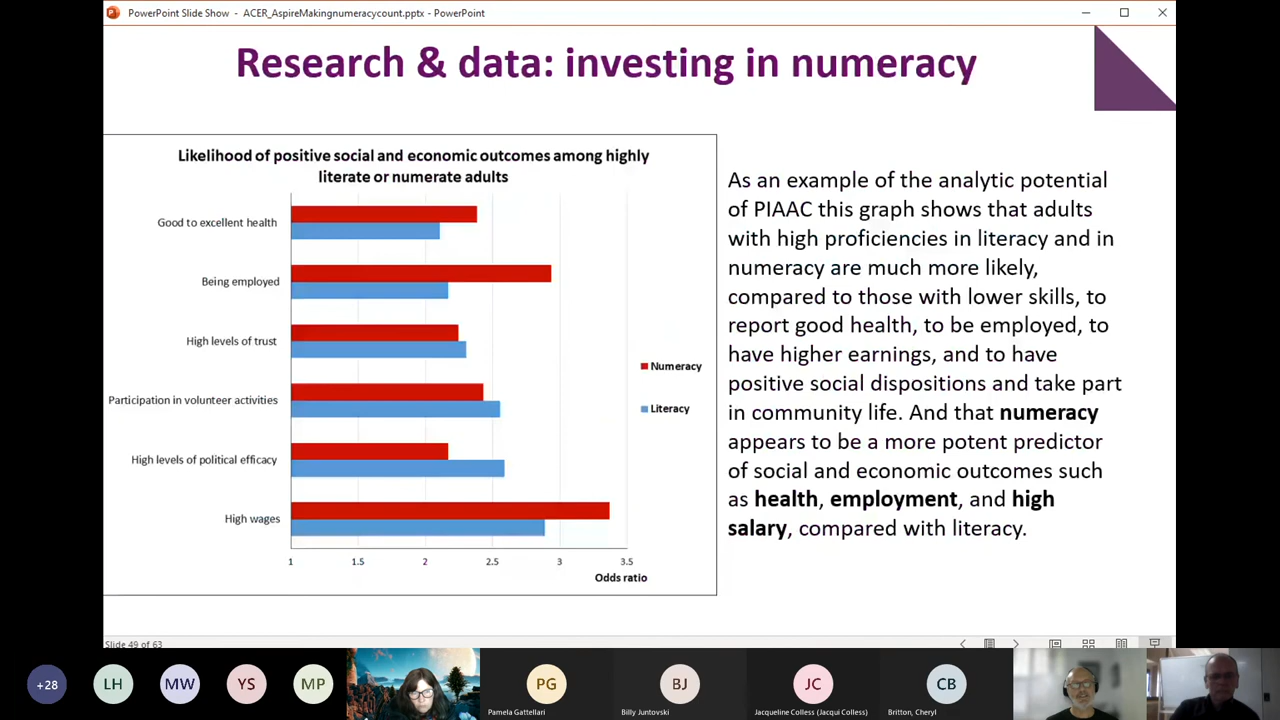 PowerPoint Slide Show - ACER_AspireMakingnumeracycount.pptx - PowerPoint
Research & data: investing in numeracy
Likelihood of positive social and economic outcomes among highly
literate or numerate adults
Good to excellent health
Being employed
High levels of trust
Participation in volunteer activities
High levels of political efficacy
High wages
1 1.5 2 2.5 3 3.5
Odds ratio
Numeracy
Literacy
As an example of the analytic potential
of PIAAC this graph shows that adults
with high proficiencies in literacy and in
numeracy are much more likely,
compared to those with lower skills, to
report good health, to be employed, to
have higher earnings, and to have
positive social dispositions and take part
in community life. And that numeracy
appears to be a more potent predictor
of social and economic outcomes such
as health, employment, and high
salary, compared with literacy.
Slide 49 of 63
+28 LH MW YS MP PG BJ JC CB
Pamela Gattellari Billy Juntovski Jacqueline Colless (Jacqui Colless) Britton, Cheryl